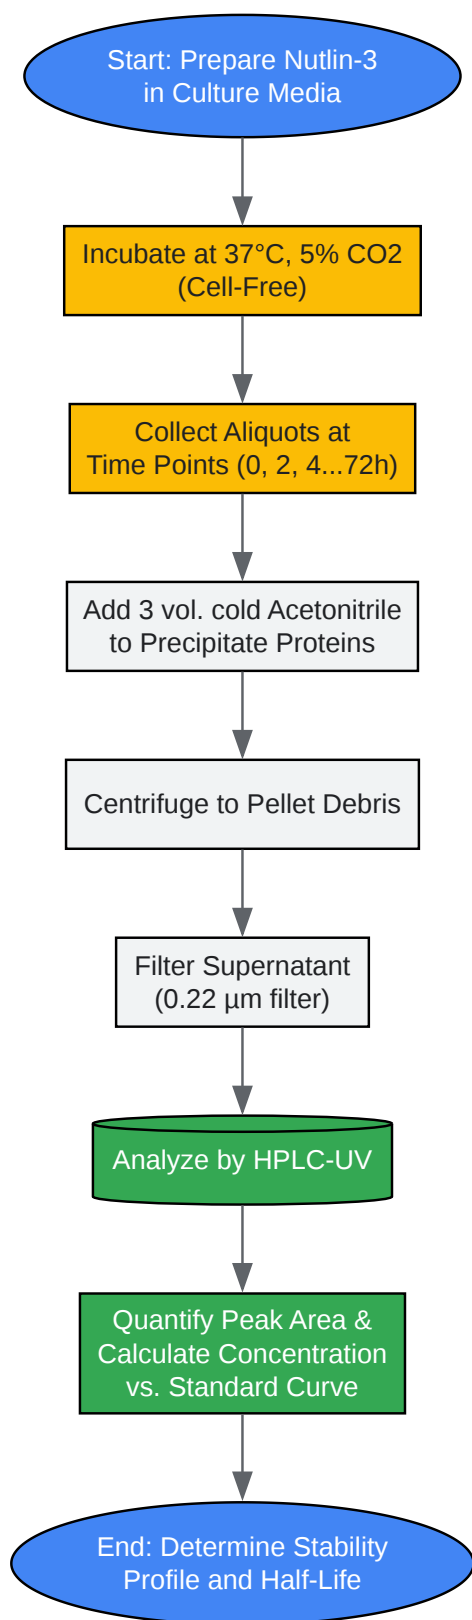 Start: Prepare Nutlin-3
in Culture Media
Incubate at 37°C, 5% CO2
(Cell-Free)
Collect Aliquots at
Time Points (0, 2, 4...72h)
Add 3 vol. cold Acetonitrile
to Precipitate Proteins
Centrifuge to Pellet Debris
Filter Supernatant
(0.22 µm filter)
Analyze by HPLC-UV
Quantify Peak Area &
Calculate Concentration
vs. Standard Curve
End: Determine Stability
Profile and Half-Life